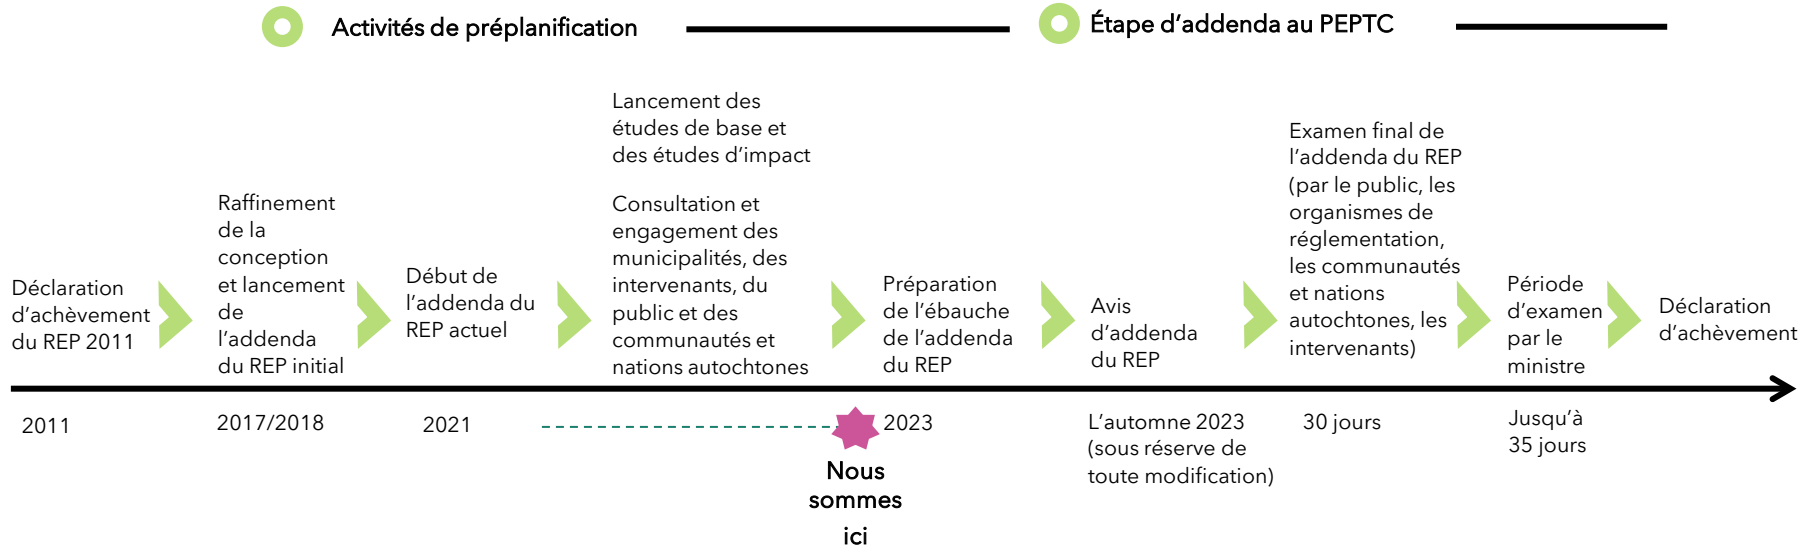 Activités de préplanification
Étape d'addenda au PEPTC
Déclaration
d'achèvement
du REP 2011
Raffinement
de la
conception
et lancement
de
l'addenda
du REP initial
Début de
l'addenda du
REP actuel
Lancement des
études de base et
des études d'impact
Consultation et
engagement des
municipalités, des
intervenants, du
public et des
communautés et
nations autochtones
Préparation
de l'ébauche
de l'addenda
du REP
Avis
d'addenda
du REP
Examen final de
l'addenda du REP
(par le public, les
organismes de
réglementation,
les communautés
et nations
autochtones, les
intervenants)
Période
d'examen
par le
ministre
Déclaration
d'achèvement
2011
2017/2018
2021
2023
L'automne 2023
(sous réserve de
toute modification)
30 jours
Jusqu'à
35 jours
Nous
sommes
ici